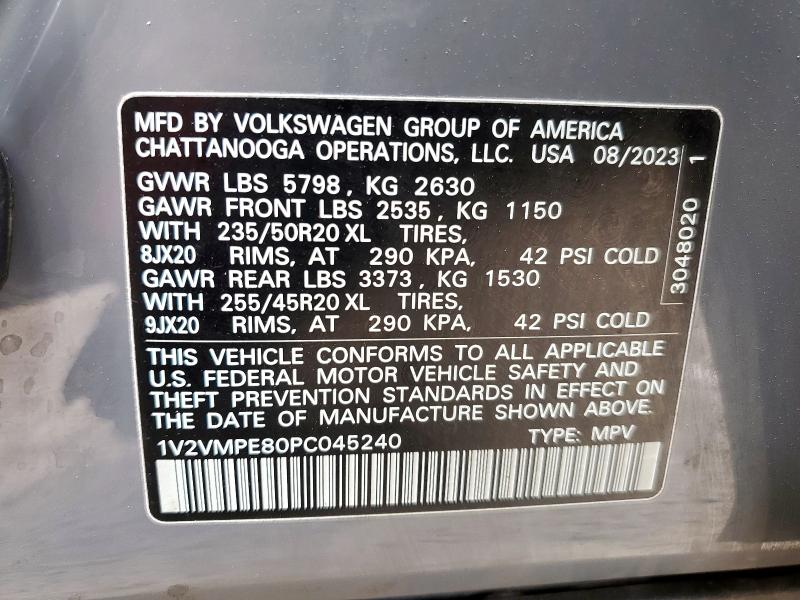 MFD BY VOLKSWAGEN GROUP OF AMERICA
CHATTANOOGA OPERATIONS, LLC. USA 08/2023
GVWR LBS 5798, KG 2630
GAWR FRONT LBS 2535, KG 1150
WITH 235/50R20 XL TIRES,
8JX20 RIMS, AT 290 KPA, 42 PSI COLD
GAWR REAR LBS 3373, KG 1530
WITH 255/45R20 XL TIRES,
9JX20 RIMS, AT 290 KPA, 42 PSI COLD
3048020 1
THIS VEHICLE CONFORMS TO ALL APPLICABLE
U.S. FEDERAL MOTOR VEHICLE SAFETY AND
THEFT PREVENTION STANDARDS IN EFFECT ON
THE DATE OF MANUFACTURE SHOWN ABOVE.
1V2VMPE80PC045240 TYPE: MPV